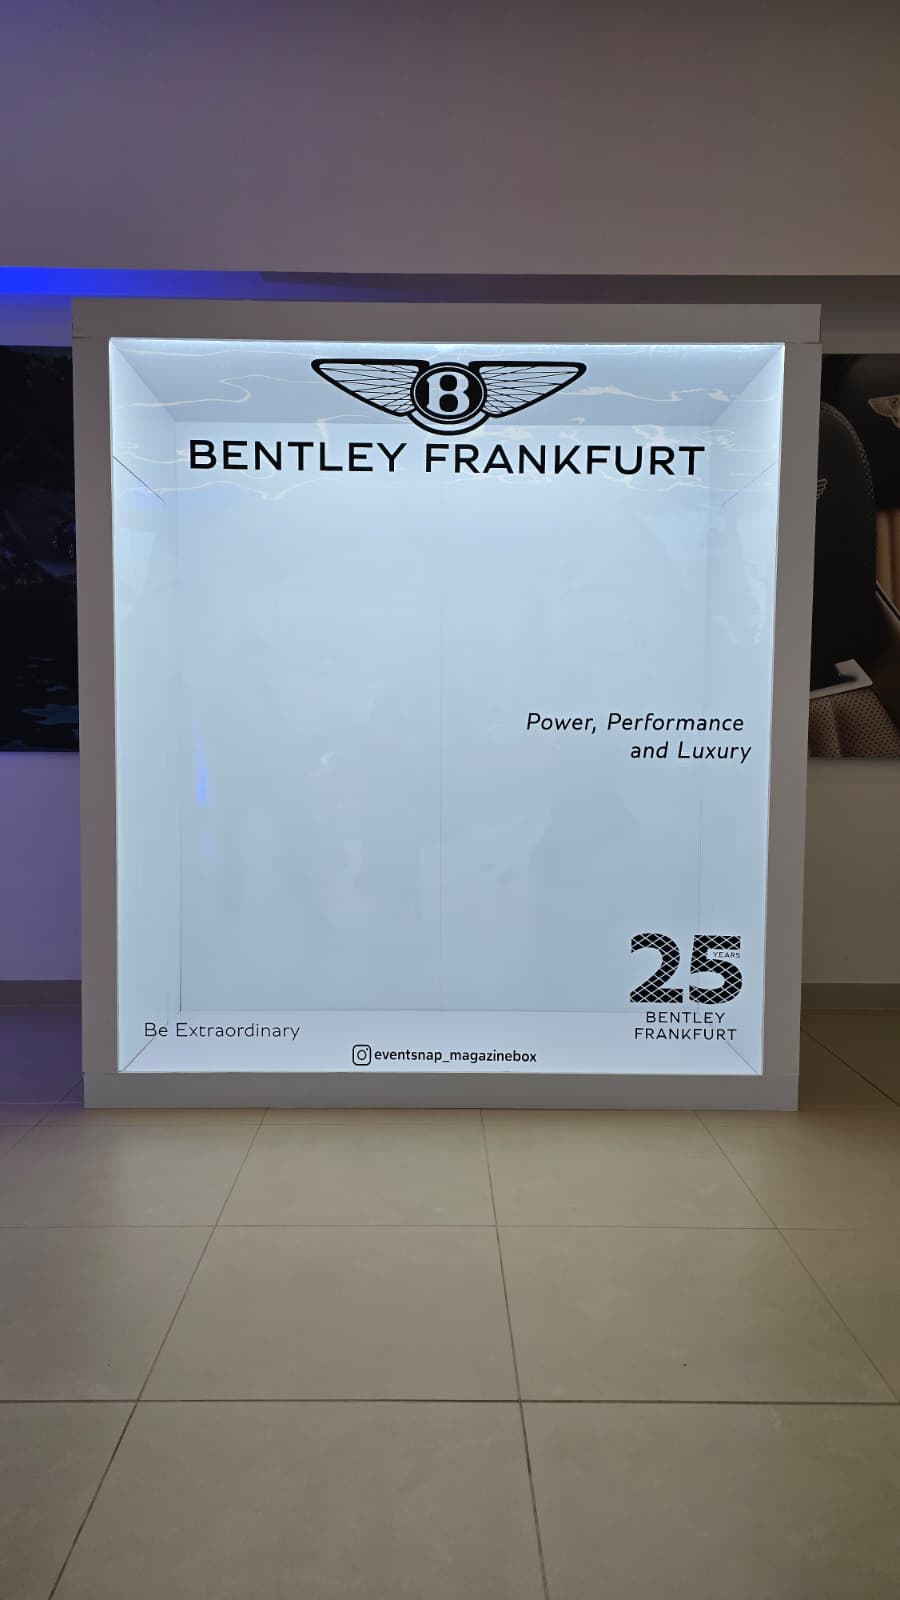 B
BENTLEY FRANKFURT
Power, Performance
and Luxury
25
YEARS
BENTLEY
FRANKFURT
Be Extraordinary
eventsnap_magazinebox